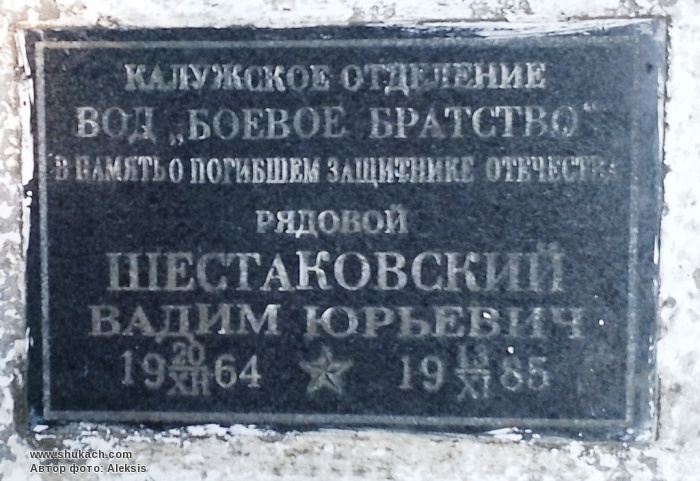 КАЛУЖСКОЕ ОТДЕЛЕНИЕ
ВОД „БОЕВОЕ БРАТСТВО“
В ПАМЯТЬ О ПОГИБШЕМ ЗАЩИТНИКЕ ОТЕЧЕСТВА
РЯДОВОЙ
ШЕСТАКОВСКИЙ
ВАДИМ ЮРЬЕВИЧ
19 20/XII 64 19 13/XI 85
www.shukach.com
Автор фото: Aleksis